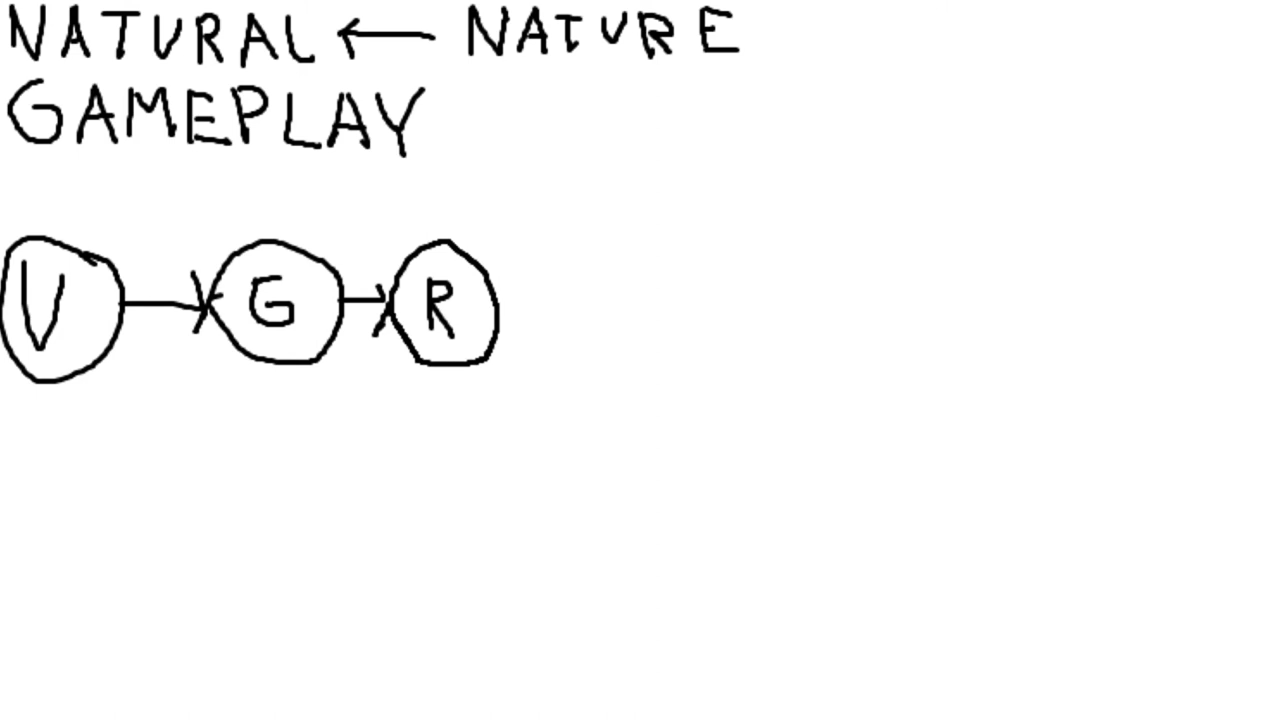 NATURAL ← NATURE
GAMEPLAY
V → G → R